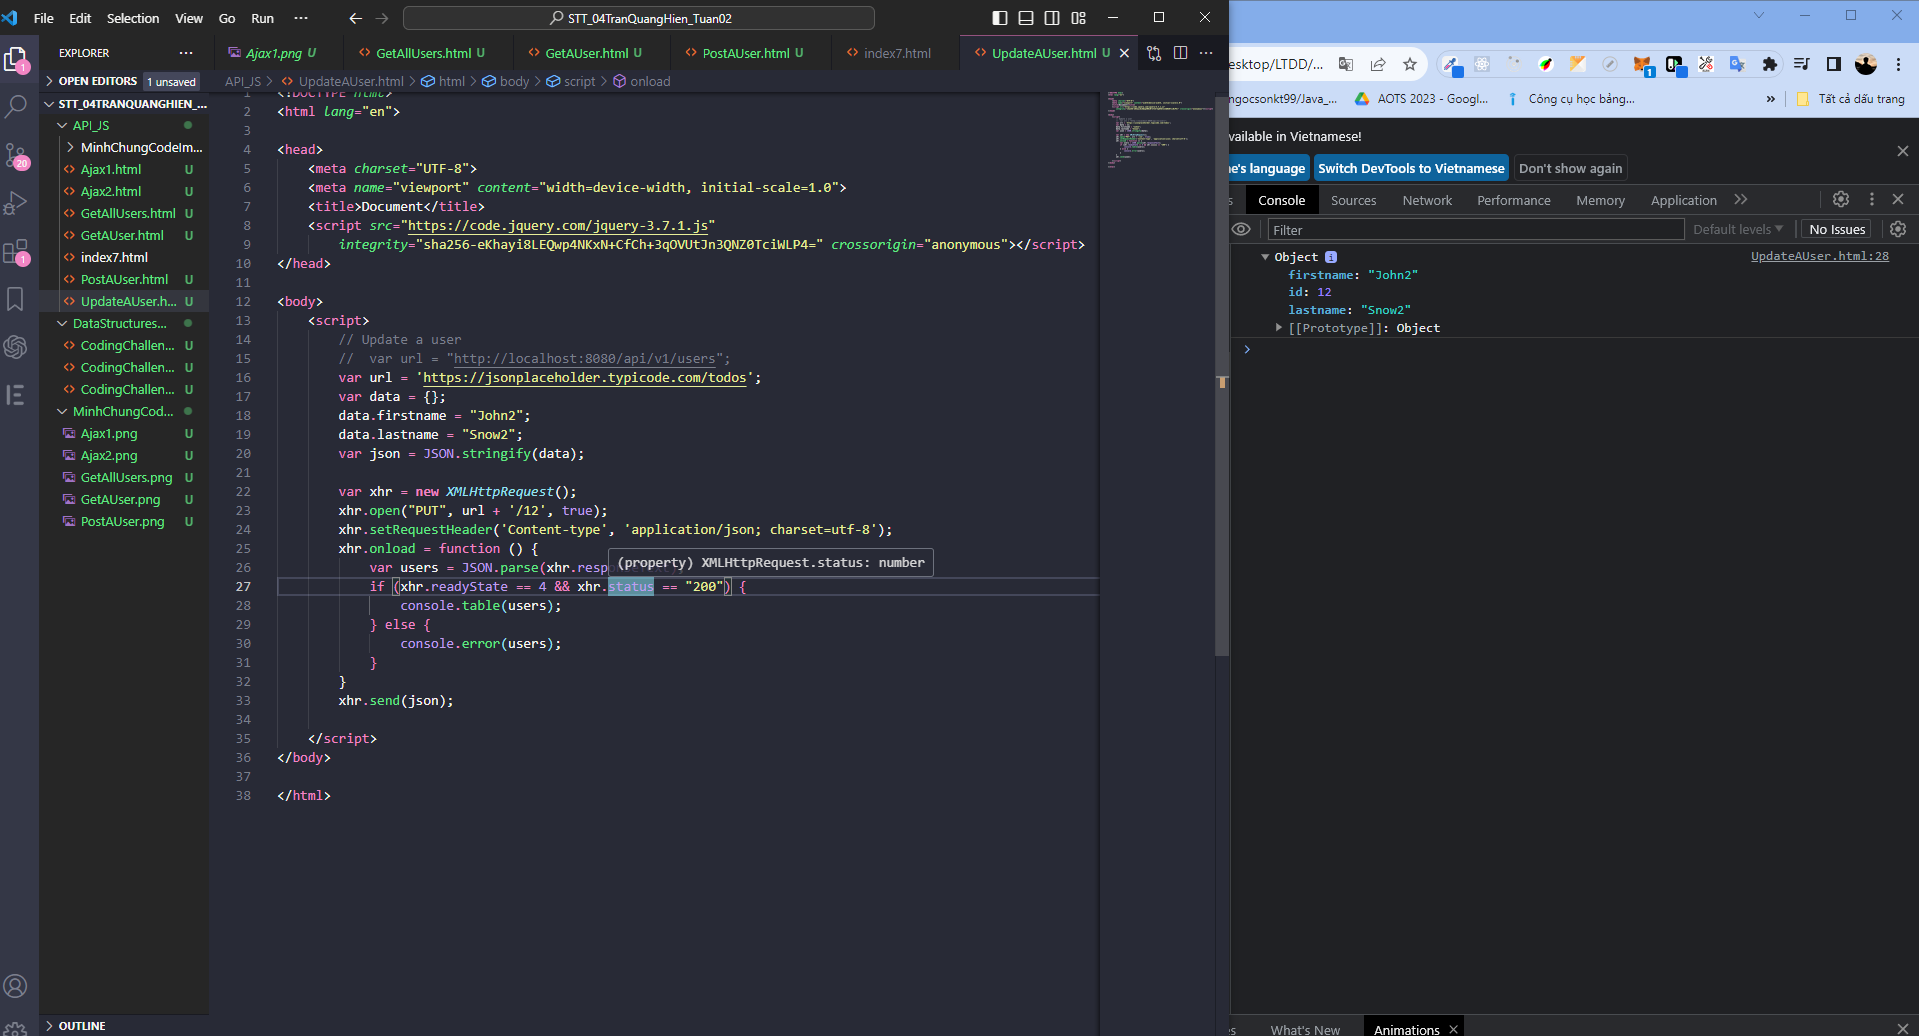 File Edit Selection View Go Run ··· STT_04TranQuangHien_Tuan02
EXPLORER ···
OPEN EDITORS 1 unsaved
STT_04TRANQUANGHIEN_...
API_JS
MinhChungCodeIm...
Ajax1.html U
Ajax2.html U
GetAllUsers.html U
GetAUser.html U
index7.html
PostAUser.html U
UpdateAUser.h... U
DataStructures...
CodingChallen... U
CodingChallen... U
CodingChallen... U
MinhChungCod...
Ajax1.png U
Ajax2.png U
GetAllUsers.png U
GetAUser.png U
PostAUser.png U
OUTLINE
1
20
1
Ajax1.png U GetAllUsers.html U GetAUser.html U PostAUser.html U index7.html UpdateAUser.html U
API_JS > UpdateAUser.html > html > body > script > onload
1 <!DOCTYPE html>
2 <html lang="en">
3
4 <head>
5 <meta charset="UTF-8">
6 <meta name="viewport" content="width=device-width, initial-scale=1.0">
7 <title>Document</title>
8 <script src="https://code.jquery.com/jquery-3.7.1.js"
9 integrity="sha256-eKhayi8LEQwp4NKxN+CfCh+3qOVUtJn3QNZ0TciWLP4=" crossorigin="anonymous"></script>
10 </head>
11
12 <body>
13 <script>
14 // Update a user
15 //  var url = "http://localhost:8080/api/v1/users";
16 var url = 'https://jsonplaceholder.typicode.com/todos';
17 var data = {};
18 data.firstname = "John2";
19 data.lastname = "Snow2";
20 var json = JSON.stringify(data);
21
22 var xhr = new XMLHttpRequest();
23 xhr.open("PUT", url + '/12', true);
24 xhr.setRequestHeader('Content-type', 'application/json; charset=utf-8');
25 xhr.onload = function () {
(property) XMLHttpRequest.status: number
26 var users = JSON.parse(xhr.resp
27 if (xhr.readyState == 4 && xhr.status == "200") {
28 console.table(users);
29 } else {
30 console.error(users);
31 }
32 }
33 xhr.send(json);
34
35 </script>
36 </body>
37
38 </html>
esktop/LTDD/... 1
ngocsonkt99/Java_... AOTS 2023 - Googl... Công cụ học bảng... » Tất cả dấu trang
vailable in Vietnamese!
e's language Switch DevTools to Vietnamese Don't show again
s Console Sources Network Performance Memory Application »
Filter Default levels No Issues
Object i UpdateAUser.html:28
firstname: "John2"
id: 12
lastname: "Snow2"
[[Prototype]]: Object
>
es What's New Animations